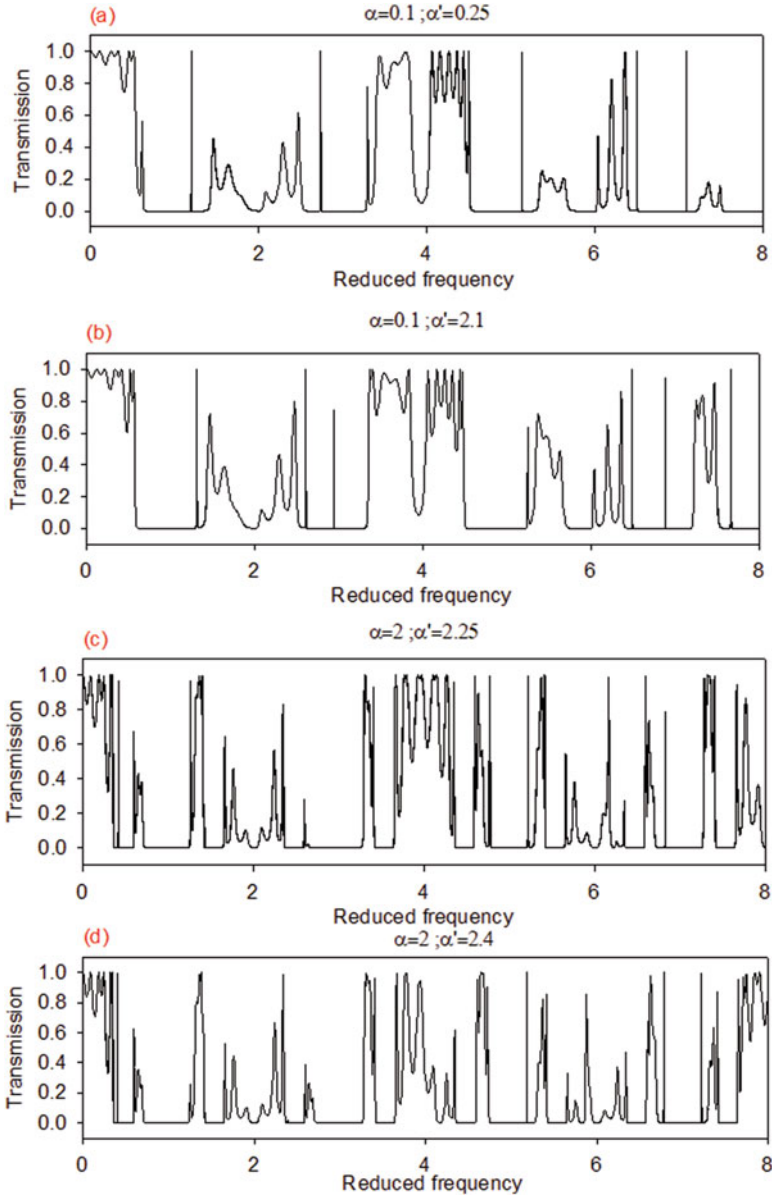 (a)
α=0.1 ;α'=0.25
Transmission
1.0
0.8
0.6
0.4
0.2
0.0
0 2 4 6 8
Reduced frequency
(b)
α=0.1 ;α'=2.1
Transmission
1.0
0.8
0.6
0.4
0.2
0.0
0 2 4 6 8
Reduced frequency
(c)
α=2 ;α'=2.25
Transmission
1.0
0.8
0.6
0.4
0.2
0.0
0 2 4 6 8
Reduced frequency
(d)
α=2 ;α'=2.4
Transmission
1.0
0.8
0.6
0.4
0.2
0.0
0 2 4 6 8
Reduced frequency